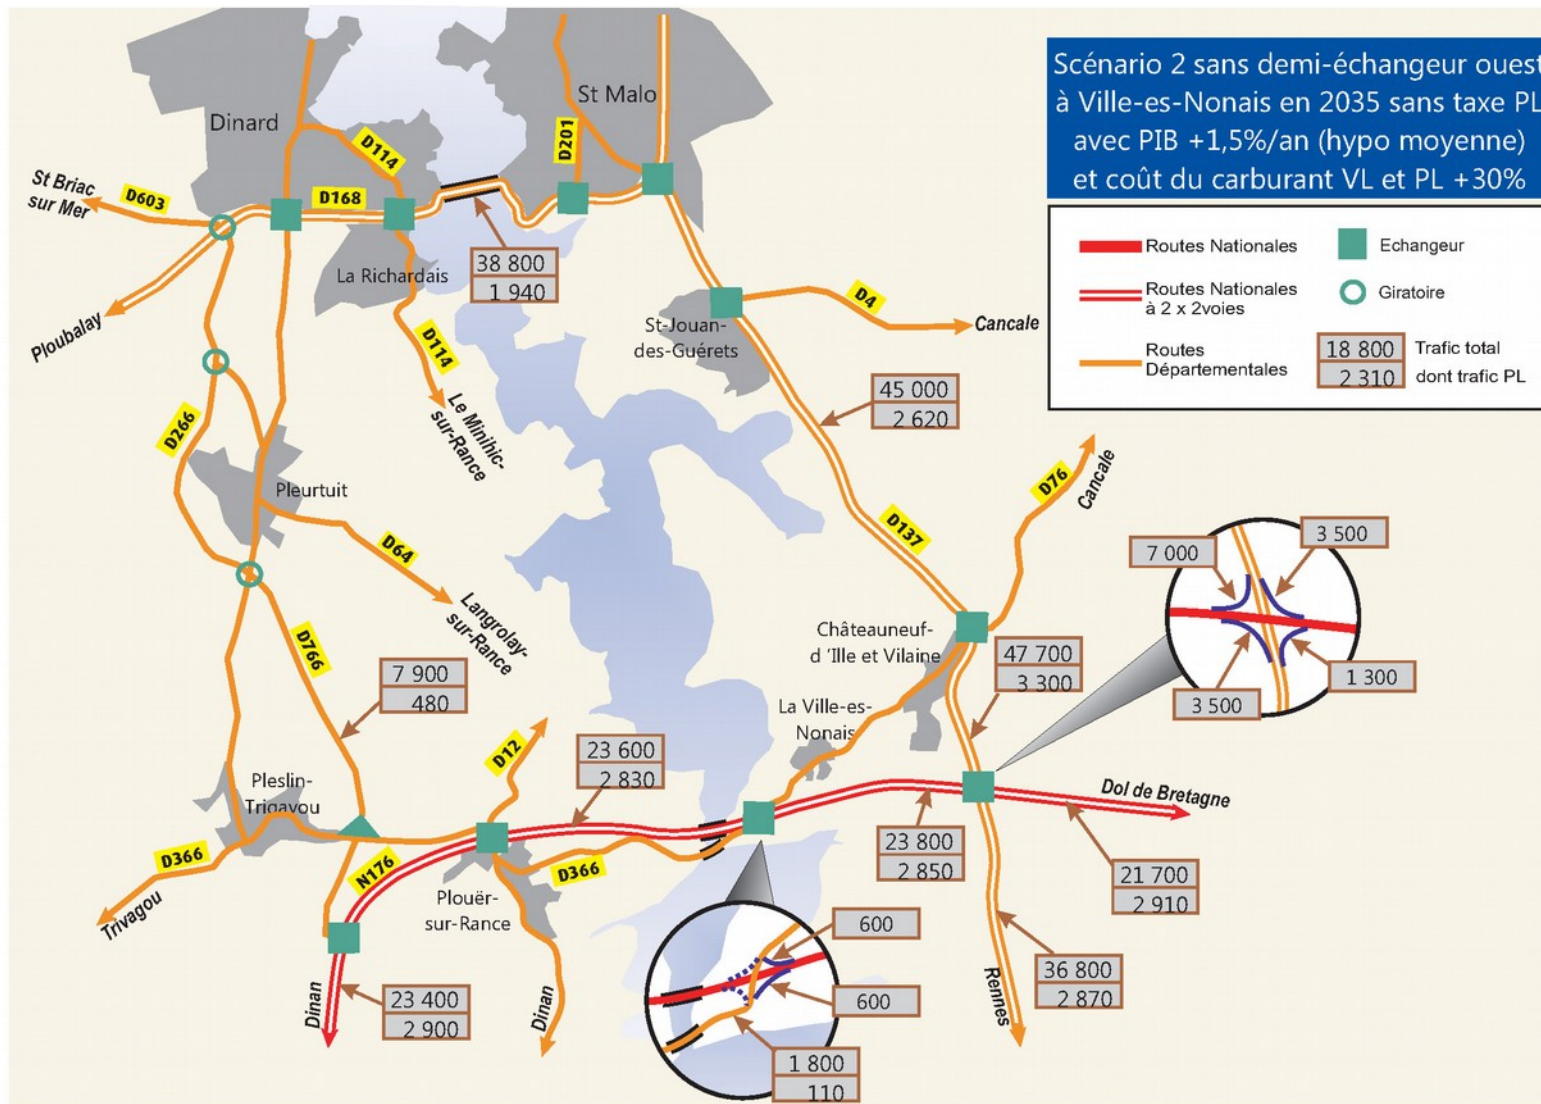 Scénario 2 sans demi-échangeur ouest
à Ville-es-Nonais en 2035 sans taxe PL
avec PIB +1,5%/an (hypo moyenne)
et coût du carburant VL et PL +30%
Routes Nationales
Echangeur
Routes Nationales
à 2 x 2voies
Giratoire
Routes
Départementales
18 800
Trafic total
2 310
dont trafic PL
St Malo
Dinard
D201
D114
St Briac
sur Mer
D603
D168
38 800
1 940
La Richardais
Ploubalay
D114
St-Jouan-
des-Guérets
D4
Cancale
45 000
2 620
Le Minihic-
sur-Rance
D266
Pleurtuit
D76
Cancale
D64
D137
Langrolay-
sur-Rance
7 000
3 500
3 500
1 300
D766
Châteauneuf-
d 'Ille et Vilaine
47 700
3 300
7 900
480
La Ville-es-
Nonais
D12
23 600
2 830
Pleslin-
Trigavou
Dol de Bretagne
D366
Trivagou
N176
D366
Plouër-
sur-Rance
23 800
2 850
21 700
2 910
600
600
1 800
110
36 800
2 870
Rennes
Dinan
23 400
2 900
Dinan